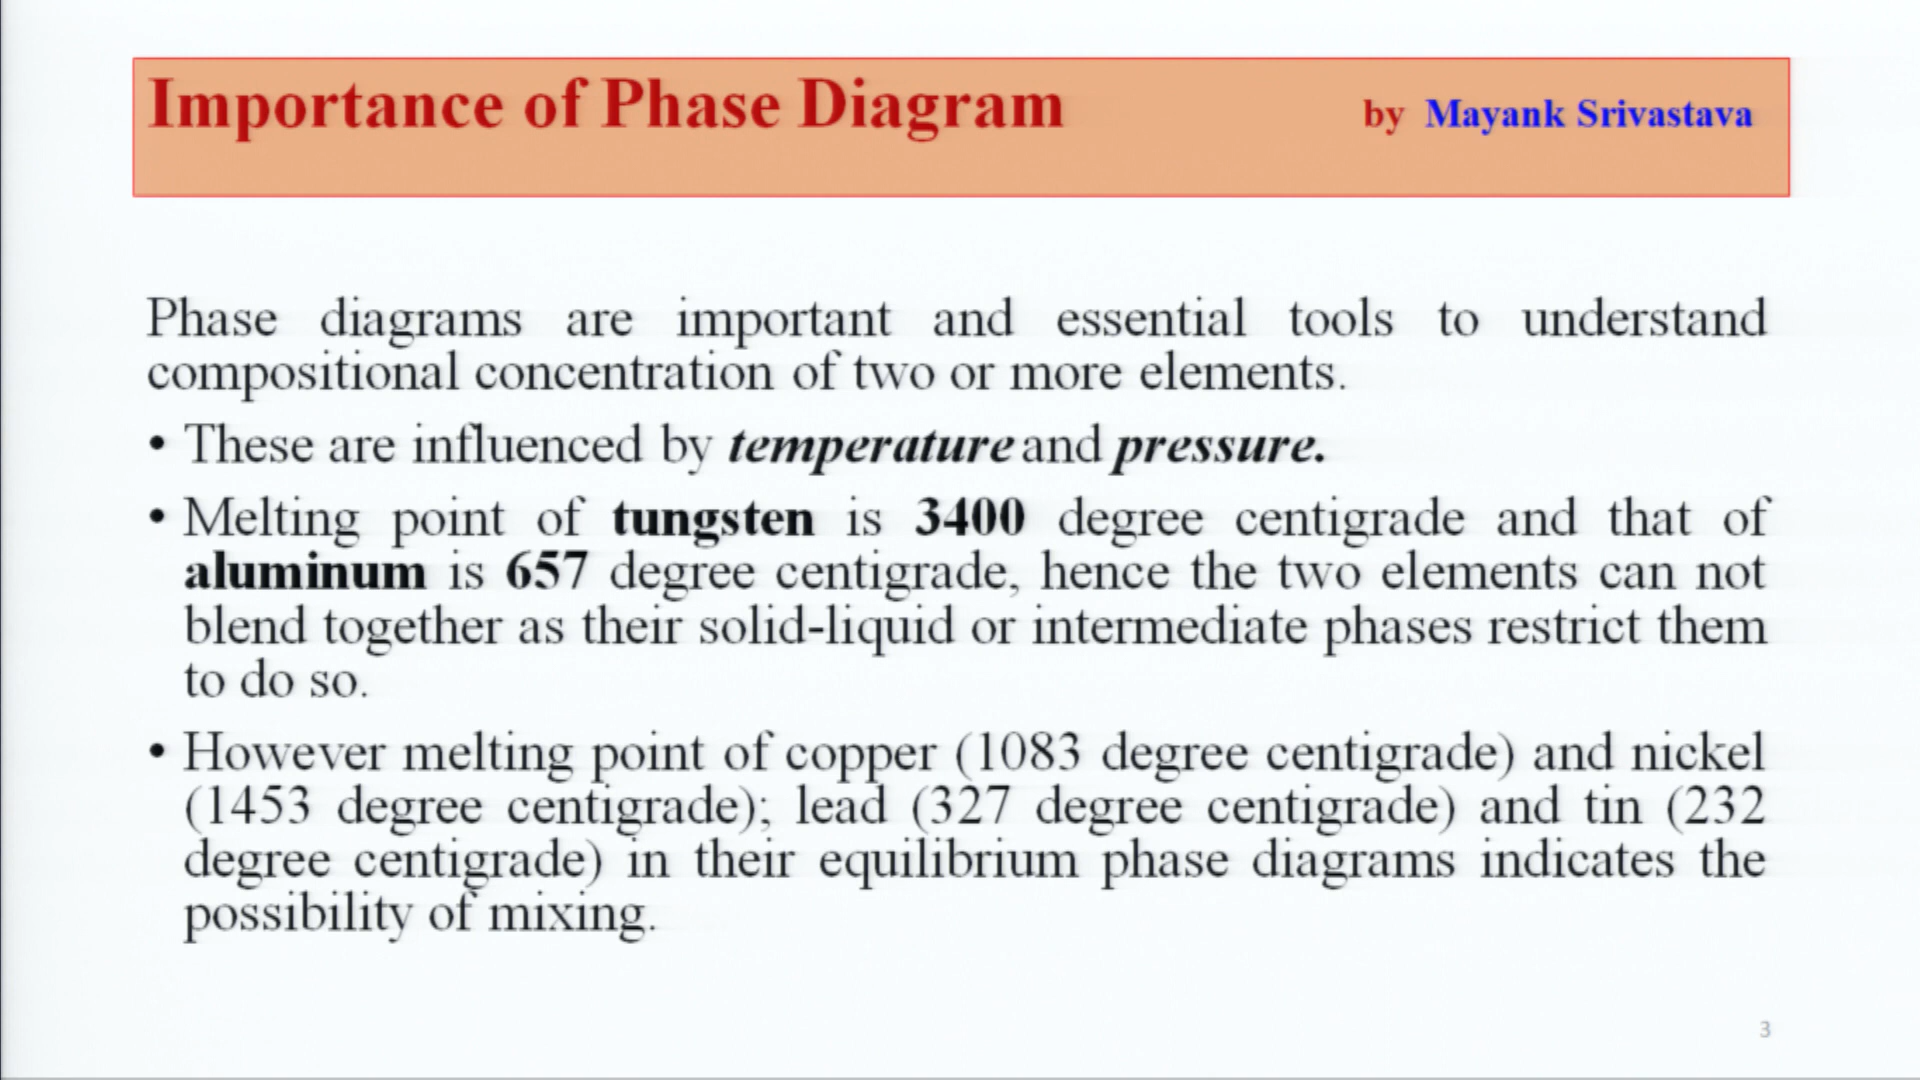 Importance of Phase Diagram by Mayank Srivastava
Phase diagrams are important and essential tools to understand
compositional concentration of two or more elements.
• These are influenced by temperature and pressure.
• Melting point of tungsten is 3400 degree centigrade and that of
aluminum is 657 degree centigrade, hence the two elements can not
blend together as their solid-liquid or intermediate phases restrict them
to do so.
• However melting point of copper (1083 degree centigrade) and nickel
(1453 degree centigrade); lead (327 degree centigrade) and tin (232
degree centigrade) in their equilibrium phase diagrams indicates the
possibility of mixing.
3